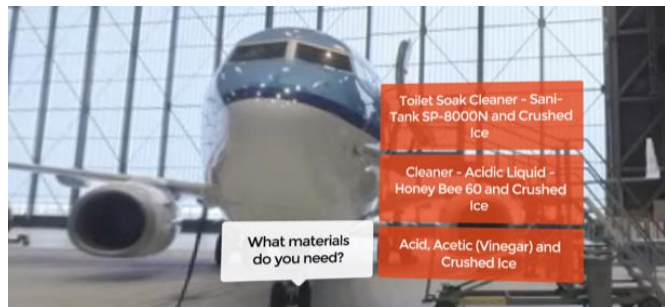 Toilet Soak Cleaner - Sani-
Tank SP-8000N and Crushed
Ice
Cleaner - Acidic Liquid -
Honey Bee 60 and Crushed
Ice
What materials
do you need?
Acid, Acetic (Vinegar) and
Crushed Ice